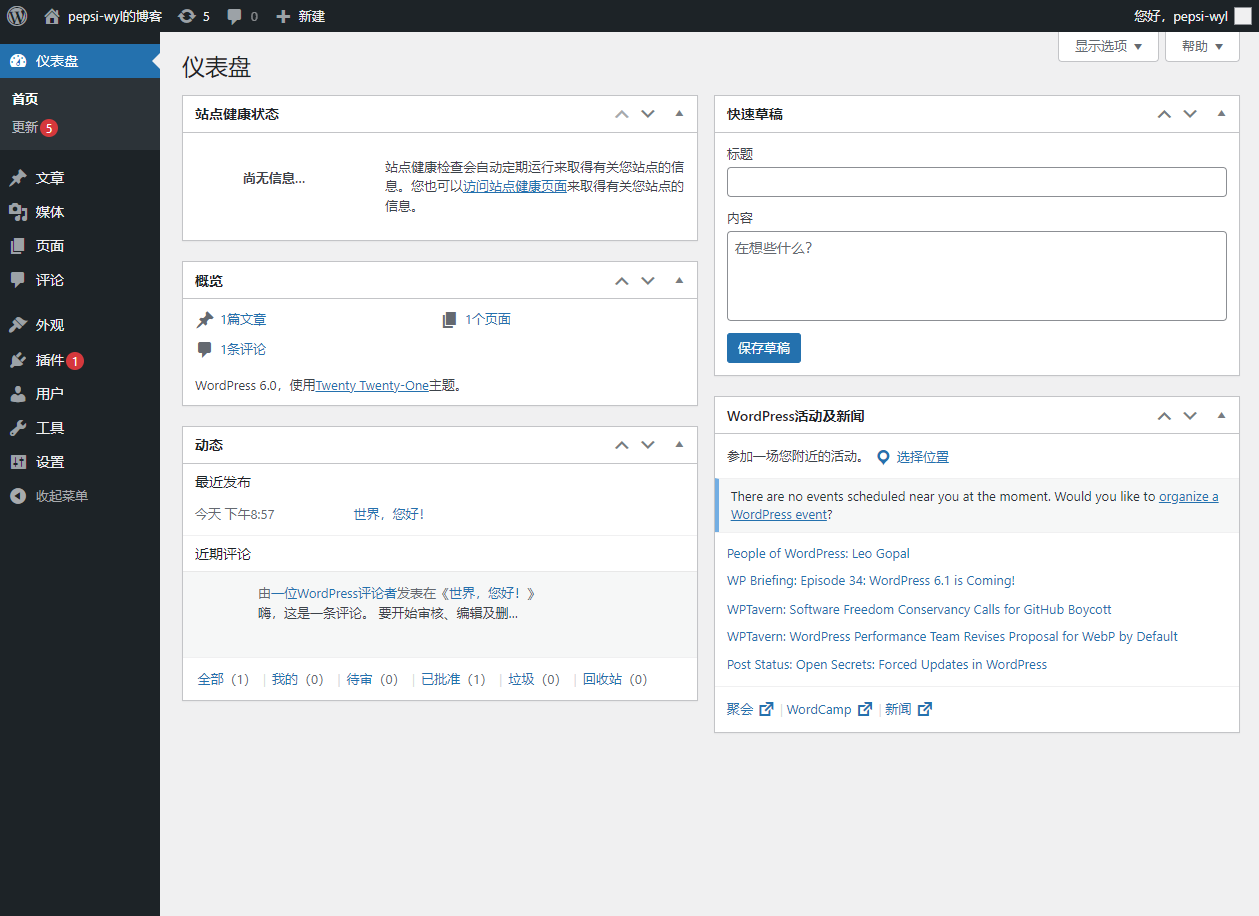 pepsi-wyl的博客 5 0 新建 您好，pepsi-wyl
仪表盘
首页
更新 5
文章
媒体
页面
评论
外观
插件 1
用户
工具
设置
收起菜单
显示选项 帮助
仪表盘
站点健康状态
尚无信息...
站点健康检查会自动定期运行来取得有关您站点的信
息。您也可以访问站点健康页面来取得有关您站点的
信息。
概览
1篇文章 1个页面
1条评论
WordPress 6.0，使用Twenty Twenty-One主题。
动态
最近发布
今天 下午8:57 世界，您好！
近期评论
由一位WordPress评论者发表在《世界，您好！》
嗨，这是一条评论。 要开始审核、编辑及删...
全部（1） | 我的（0） | 待审（0） | 已批准（1） | 垃圾（0） | 回收站（0）
快速草稿
标题
内容
在想些什么？
保存草稿
WordPress活动及新闻
参加一场您附近的活动。 选择位置
There are no events scheduled near you at the moment. Would you like to organize a
WordPress event?
People of WordPress: Leo Gopal
WP Briefing: Episode 34: WordPress 6.1 is Coming!
WPTavern: Software Freedom Conservancy Calls for GitHub Boycott
WPTavern: WordPress Performance Team Revises Proposal for WebP by Default
Post Status: Open Secrets: Forced Updates in WordPress
聚会 | WordCamp | 新闻